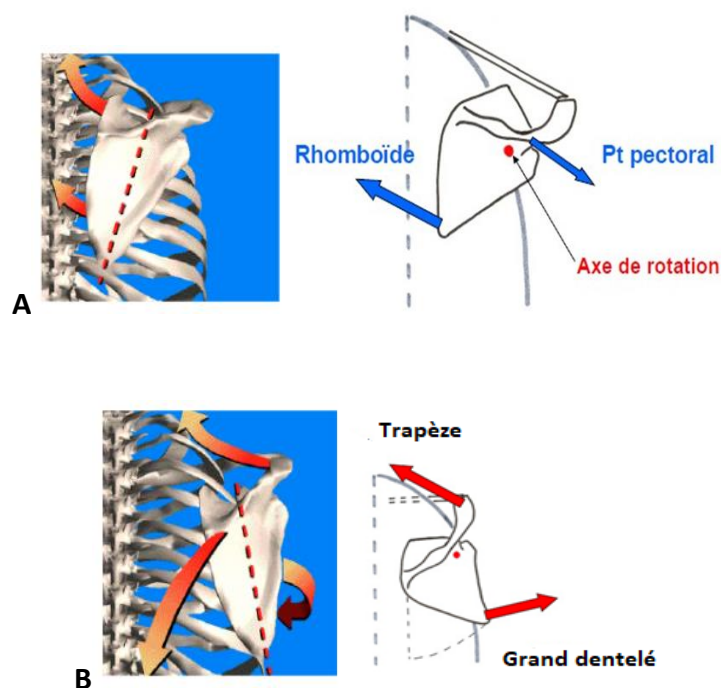 Rhomboïde
Pt pectoral
Axe de rotation
A
Trapèze
Grand dentelé
B